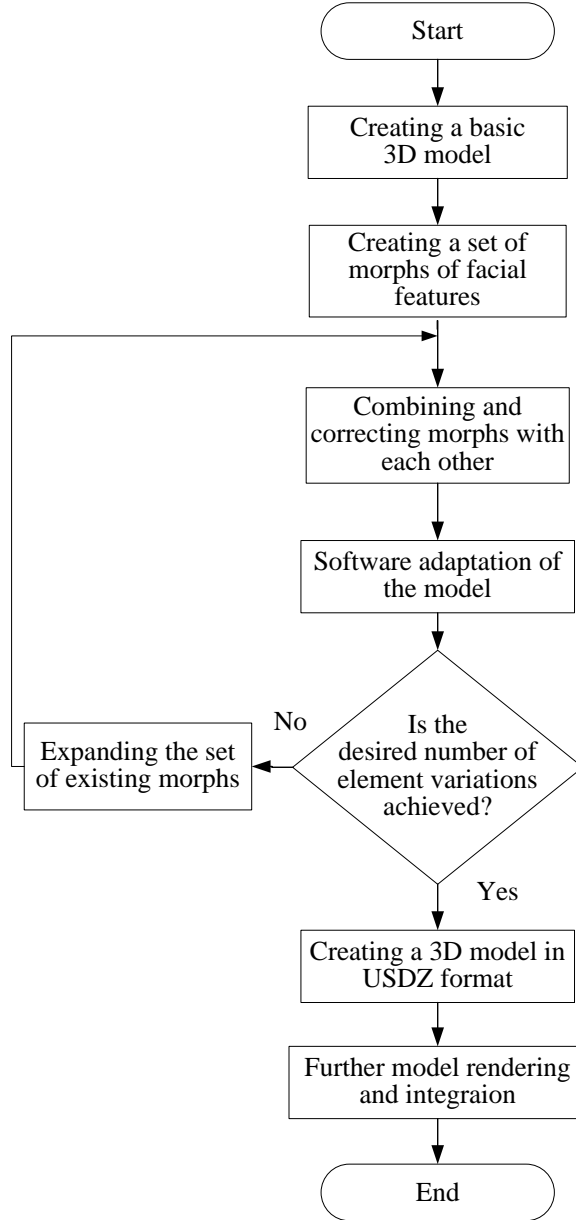 Start
Creating a basic
3D model
Creating a set of
morphs of facial
features
Combining and
correcting morphs with
each other
Software adaptation of
the model
Is the
desired number of
element variations
achieved?
No
Expanding the set
of existing morphs
Yes
Creating a 3D model in
USDZ format
Further model rendering
and integraion
End